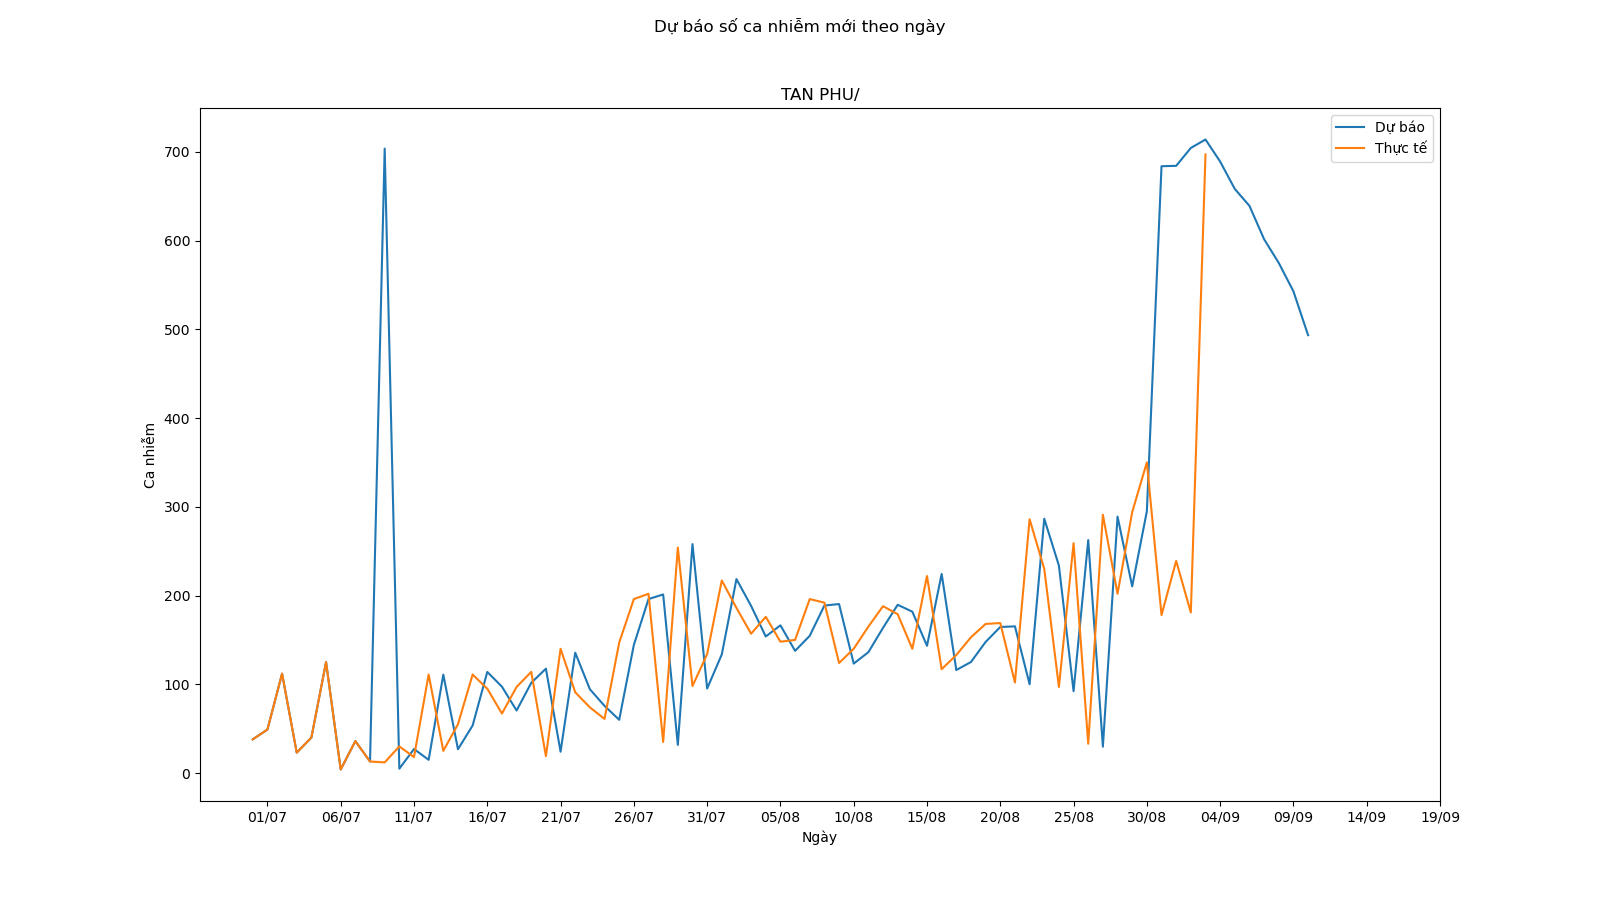 Dự báo số ca nhiễm mới theo ngày
TAN PHU/
Dự báo
Thực tế
700
600
500
400
300
200
100
0
Ca nhiễm
01/07 06/07 11/07 16/07 21/07 26/07 31/07 05/08 10/08 15/08 20/08 25/08 30/08 04/09 09/09 14/09 19/09
Ngày